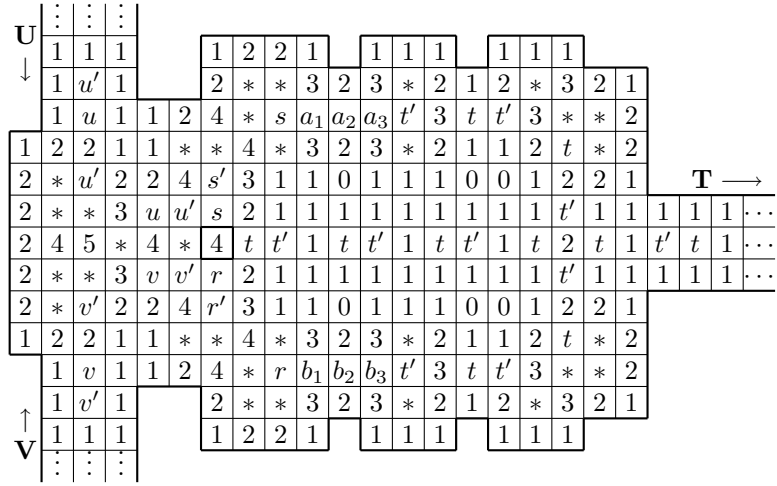 ⋮ ⋮ ⋮
U 1 1 1 1 2 2 1 1 1 1 1 1 1
↓ 1 u′ 1 2 * * 3 2 3 * 2 1 2 * 3 2 1
1 u 1 1 2 4 * s a₁ a₂ a₃ t′ 3 t t′ 3 * * 2
1 2 2 1 1 * * 4 * 3 2 3 * 2 1 1 2 t * 2
2 * u′ 2 2 4 s′ 3 1 1 0 1 1 1 0 0 1 2 2 1 T ⟶
2 * * 3 u u′ s 2 1 1 1 1 1 1 1 1 1 t′ 1 1 1 1 1 ⋯
2 4 5 * 4 * 4 t t′ 1 t t′ 1 t t′ 1 t 2 t 1 t′ t 1 ⋯
2 * * 3 v v′ r 2 1 1 1 1 1 1 1 1 1 t′ 1 1 1 1 1 ⋯
2 * v′ 2 2 4 r′ 3 1 1 0 1 1 1 0 0 1 2 2 1
1 2 2 1 1 * * 4 * 3 2 3 * 2 1 1 2 t * 2
1 v 1 1 2 4 * r b₁ b₂ b₃ t′ 3 t t′ 3 * * 2
↑ 1 v′ 1 2 * * 3 2 3 * 2 1 2 * 3 2 1
V 1 1 1 1 2 2 1 1 1 1 1 1 1
⋮ ⋮ ⋮